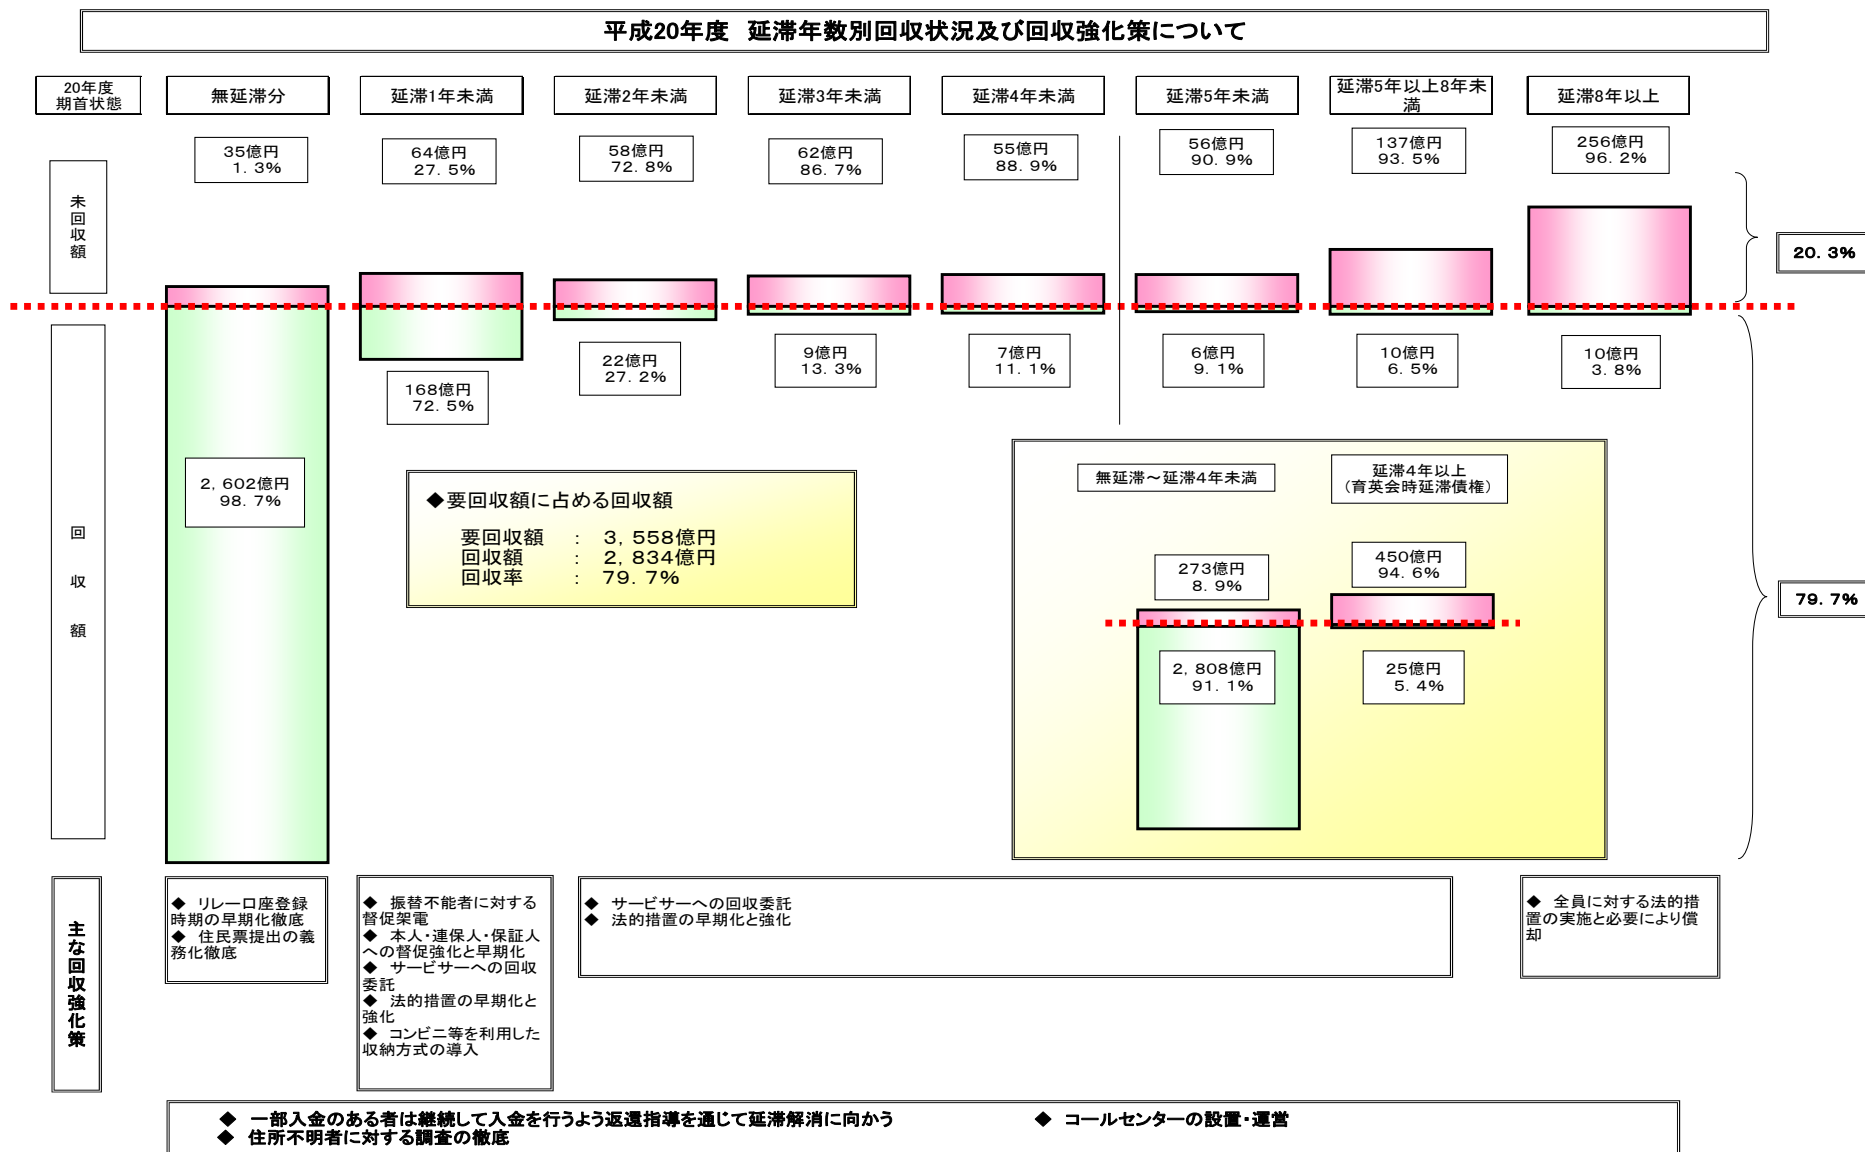 平成20年度 延滞年数別回収状況及び回収強化策について
20年度
期首状態
無延滞分
延滞1年未満
延滞2年未満
延滞3年未満
延滞4年未満
延滞5年未満
延滞5年以上8年未
満
延滞8年以上
未回収額
35億円
1.3%
64億円
27.5%
58億円
72.8%
62億円
86.7%
55億円
88.9%
56億円
90.9%
137億円
93.5%
256億円
96.2%
20.3%
回収額
2,602億円
98.7%
168億円
72.5%
22億円
27.2%
9億円
13.3%
7億円
11.1%
6億円
9.1%
10億円
6.5%
10億円
3.8%
79.7%
◆要回収額に占める回収額
要回収額 : 3,558億円
回収額 : 2,834億円
回収率 : 79.7%
無延滞~延滞4年未満
延滞4年以上
(育英会時延滞債権)
273億円
8.9%
450億円
94.6%
2,808億円
91.1%
25億円
5.4%
主な回収強化策
◆ リレー口座登録
時期の早期化徹底
◆ 住民票提出の義
務化徹底
◆ 振替不能者に対する
督促架電
◆ 本人・連保人・保証人
への督促強化と早期化
◆ サービサーへの回収
委託
◆ 法的措置の早期化と
強化
◆ コンビニ等を利用した
収納方式の導入
◆ サービサーへの回収委託
◆ 法的措置の早期化と強化
◆ 全員に対する法的措
置の実施と必要により償
却
◆ 一部入金のある者は継続して入金を行うよう返還指導を通じて延滞解消に向かう
◆ コールセンターの設置・運営
◆ 住所不明者に対する調査の徹底